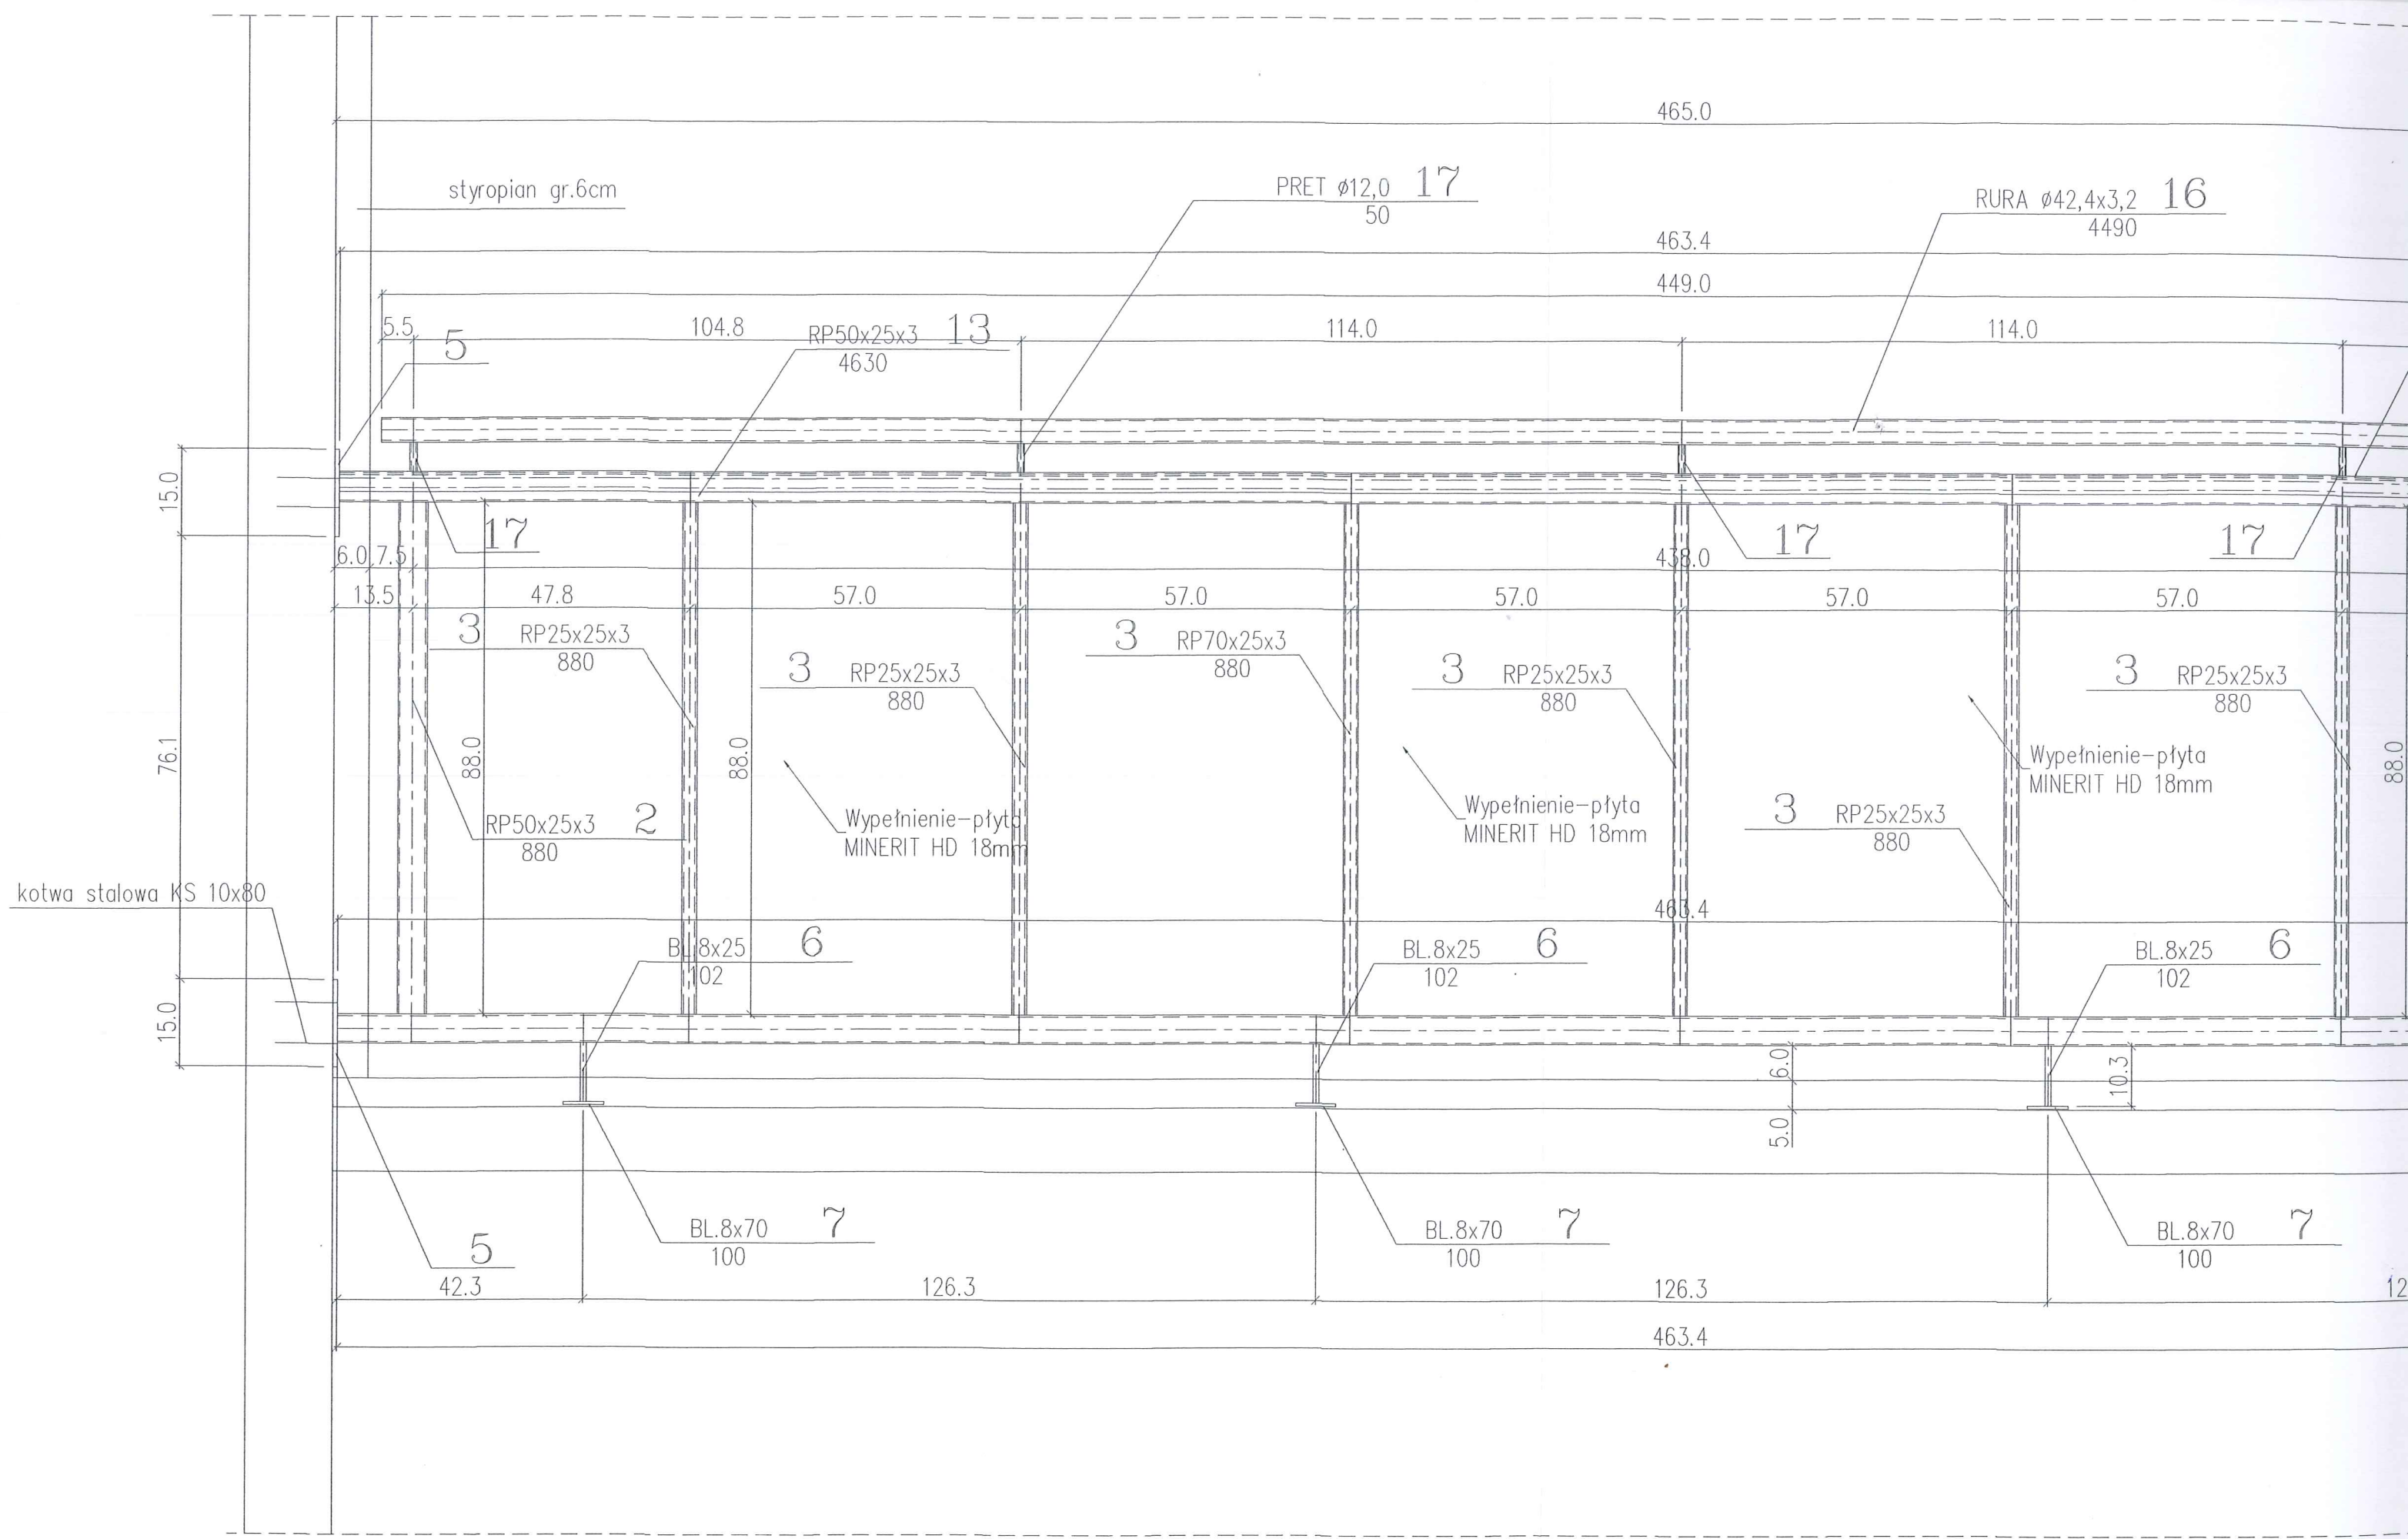 465.0
styropian gr.6cm
PRET ø12,0 17
50
RURA ø42,4x3,2 16
4490
463.4
449.0
5.5
104.8
114.0
114.0
5
RP50x25x3 13
4630
15.0
17
17
17
6.0
7.5
438.0
13.5
47.8
57.0
57.0
57.0
57.0
57.0
3 RP25x25x3
880
3 RP25x25x3
880
3 RP70x25x3
880
3 RP25x25x3
880
3 RP25x25x3
880
76.1
88.0
88.0
88.0
Wypełnienie-płyta
MINERIT HD 18mm
Wypełnienie-płyta
MINERIT HD 18mm
Wypełnienie-płyta
MINERIT HD 18mm
RP50x25x3 2
880
3 RP25x25x3
880
kotwa stalowa KS 10x80
463.4
BL.8x25 6
102
BL.8x25 6
102
BL.8x25 6
102
15.0
6.0
10.3
5.0
BL.8x70 7
100
BL.8x70 7
100
BL.8x70 7
100
5
42.3
126.3
126.3
12
463.4